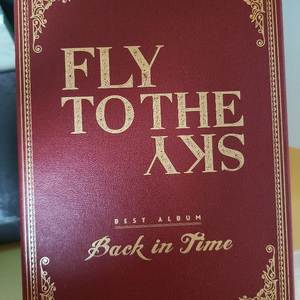 FLY
TO THE
SKY
BEST ALBUM
Back in Time